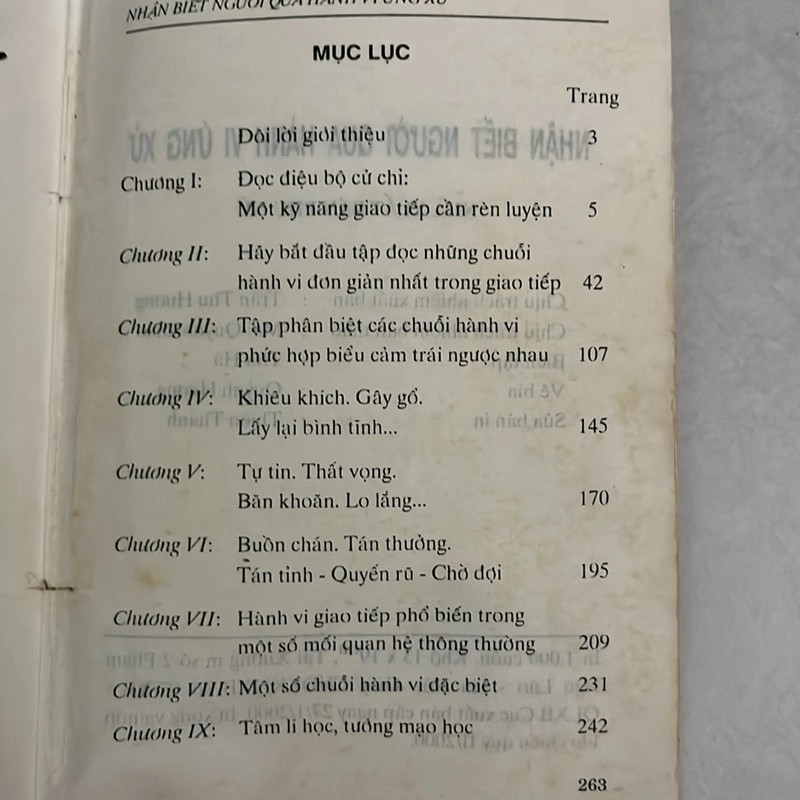 NHẬN BIẾT NGƯỜI QUA HÀNH VI ỨNG XỬ
MỤC LỤC
Trang
Đôi lời giới thiệu 3
Chương I: Đọc điệu bộ cử chỉ:
Một kỹ năng giao tiếp cần rèn luyện 5
Chương II: Hãy bắt đầu tập đọc những chuỗi
hành vi đơn giản nhất trong giao tiếp 42
Chương III: Tập phân biệt các chuỗi hành vi
phức hợp biểu cảm trái ngược nhau 107
Chương IV: Khiêu khích. Gây gổ.
Lấy lại bình tĩnh... 145
Chương V: Tự tin. Thất vọng.
Băn khoăn. Lo lắng... 170
Chương VI: Buồn chán. Tán thưởng.
Tán tỉnh - Quyến rũ - Chờ đợi 195
Chương VII: Hành vi giao tiếp phổ biến trong
một số mối quan hệ thông thường 209
Chương VIII: Một số chuỗi hành vi đặc biệt 231
Chương IX: Tâm lí học, tướng mạo học 242
263